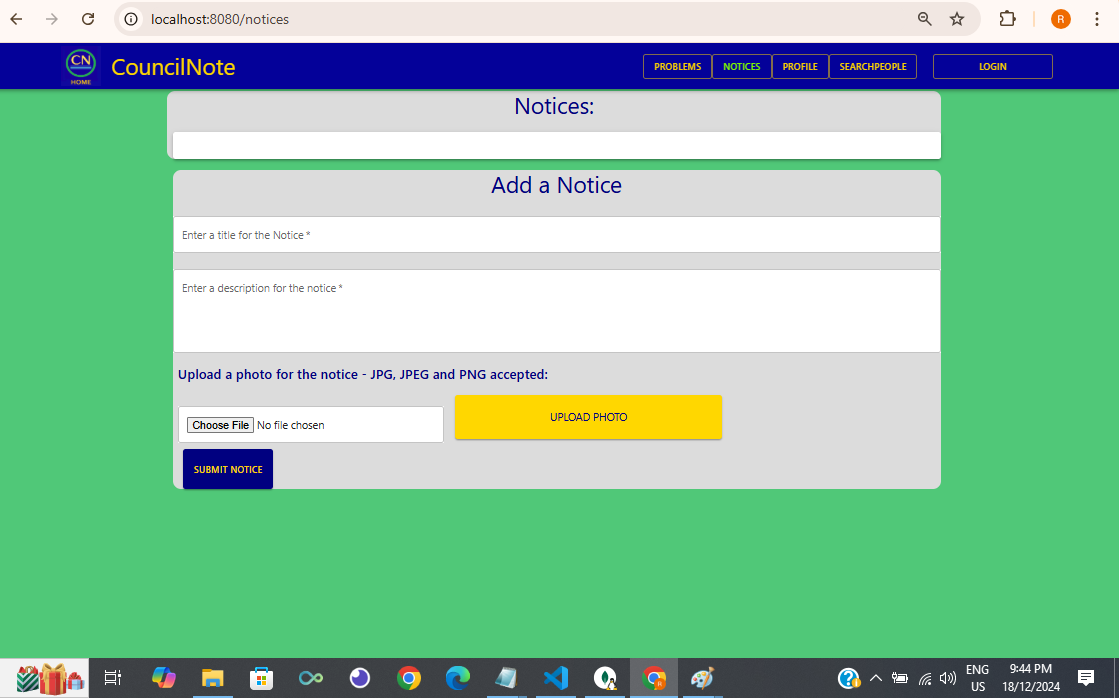 localhost:8080/notices
R
CN
HOME
CouncilNote
PROBLEMS
NOTICES
PROFILE
SEARCHPEOPLE
LOGIN
Notices:
Add a Notice
Enter a title for the Notice *
Enter a description for the notice *
Upload a photo for the notice - JPG, JPEG and PNG accepted:
Choose File No file chosen
UPLOAD PHOTO
SUBMIT NOTICE
ENG
US
9:44 PM
18/12/2024